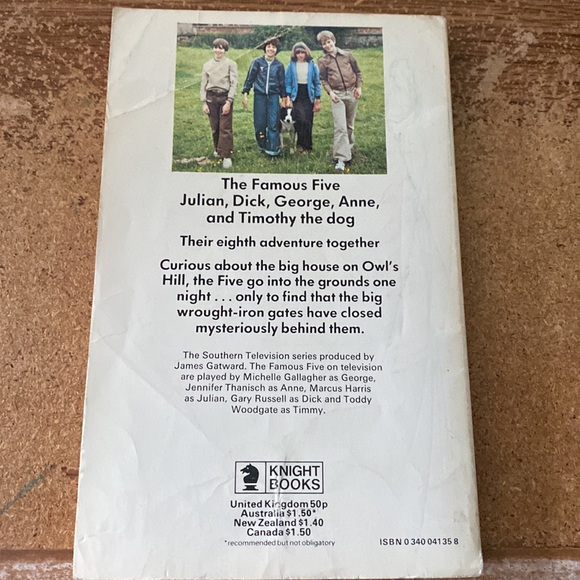 The Famous Five
Julian, Dick, George, Anne,
and Timothy the dog
Their eighth adventure together
Curious about the big house on Owl's
Hill, the Five go into the grounds one
night ... only to find that the big
wrought-iron gates have closed
mysteriously behind them.
The Southern Television series produced by
James Gatward. The Famous Five on television
are played by Michelle Gallagher as George,
Jennifer Thanisch as Anne, Marcus Harris
as Julian, Gary Russell as Dick and Toddy
Woodgate as Timmy.
KNIGHT
BOOKS
United Kingdom 50p
Australia $1.50*
New Zealand $1.40
Canada $1.50
*recommended but not obligatory
ISBN 0 340 04135 8